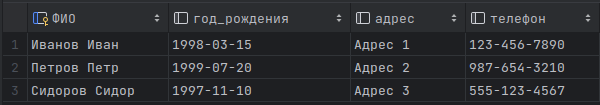 ФИО год_рождения адрес телефон
1 Иванов Иван 1998-03-15 Адрес 1 123-456-7890
2 Петров Петр 1999-07-20 Адрес 2 987-654-3210
3 Сидоров Сидор 1997-11-10 Адрес 3 555-123-4567